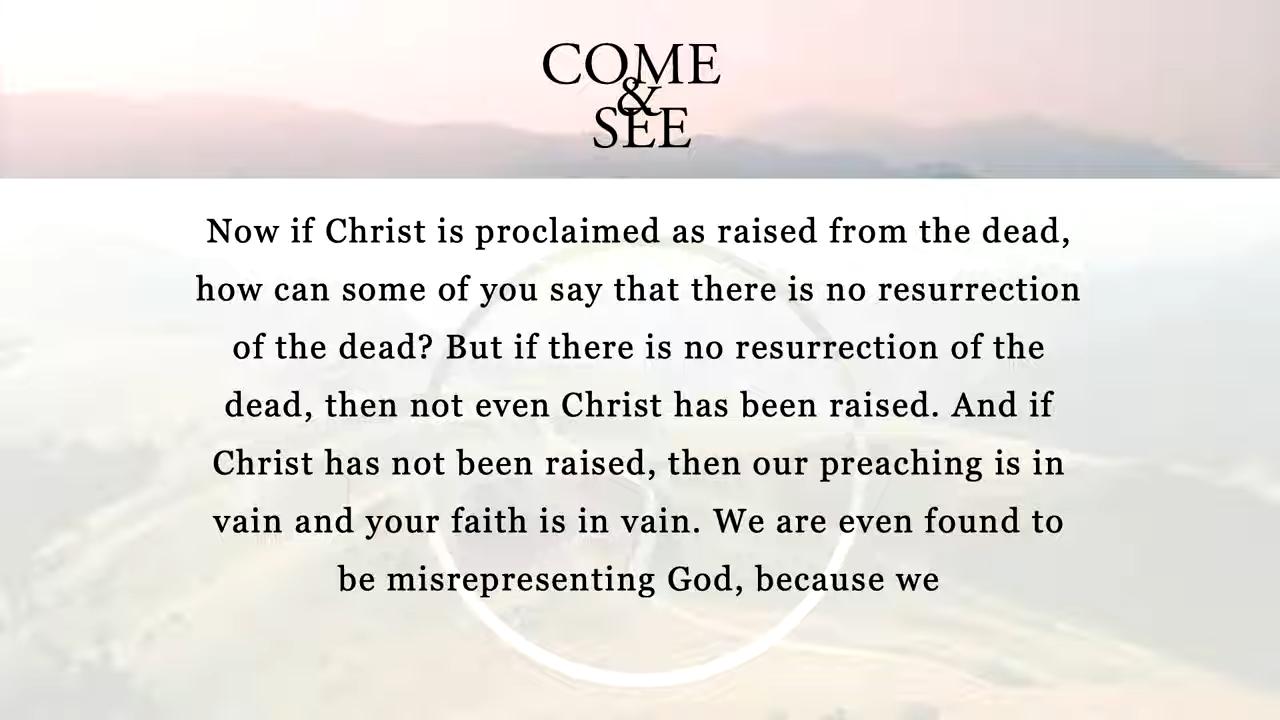 COME
&
SEE
Now if Christ is proclaimed as raised from the dead,
how can some of you say that there is no resurrection
of the dead? But if there is no resurrection of the
dead, then not even Christ has been raised. And if
Christ has not been raised, then our preaching is in
vain and your faith is in vain. We are even found to
be misrepresenting God, because we